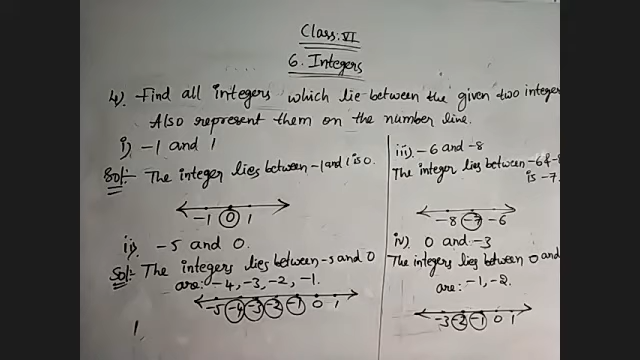 Class: VI
6. Integers
4). Find all integers which lie between the given two integer
Also represent them on the number line.
i) -1 and 1
Sol:- The integer lies between -1 and 1 is 0.
-1 0 1
ii) -5 and 0.
Sol:- The integers lies between -5 and 0
are: -4, -3, -2, -1.
-5 -4 -3 -2 -1 0 1
iii) -6 and -8
The integer lies between -6 &
is -7.
-8 -7 -6
iv) 0 and -3
The integers lies between 0 and
are: -1, -2.
-3 -2 -1 0 1